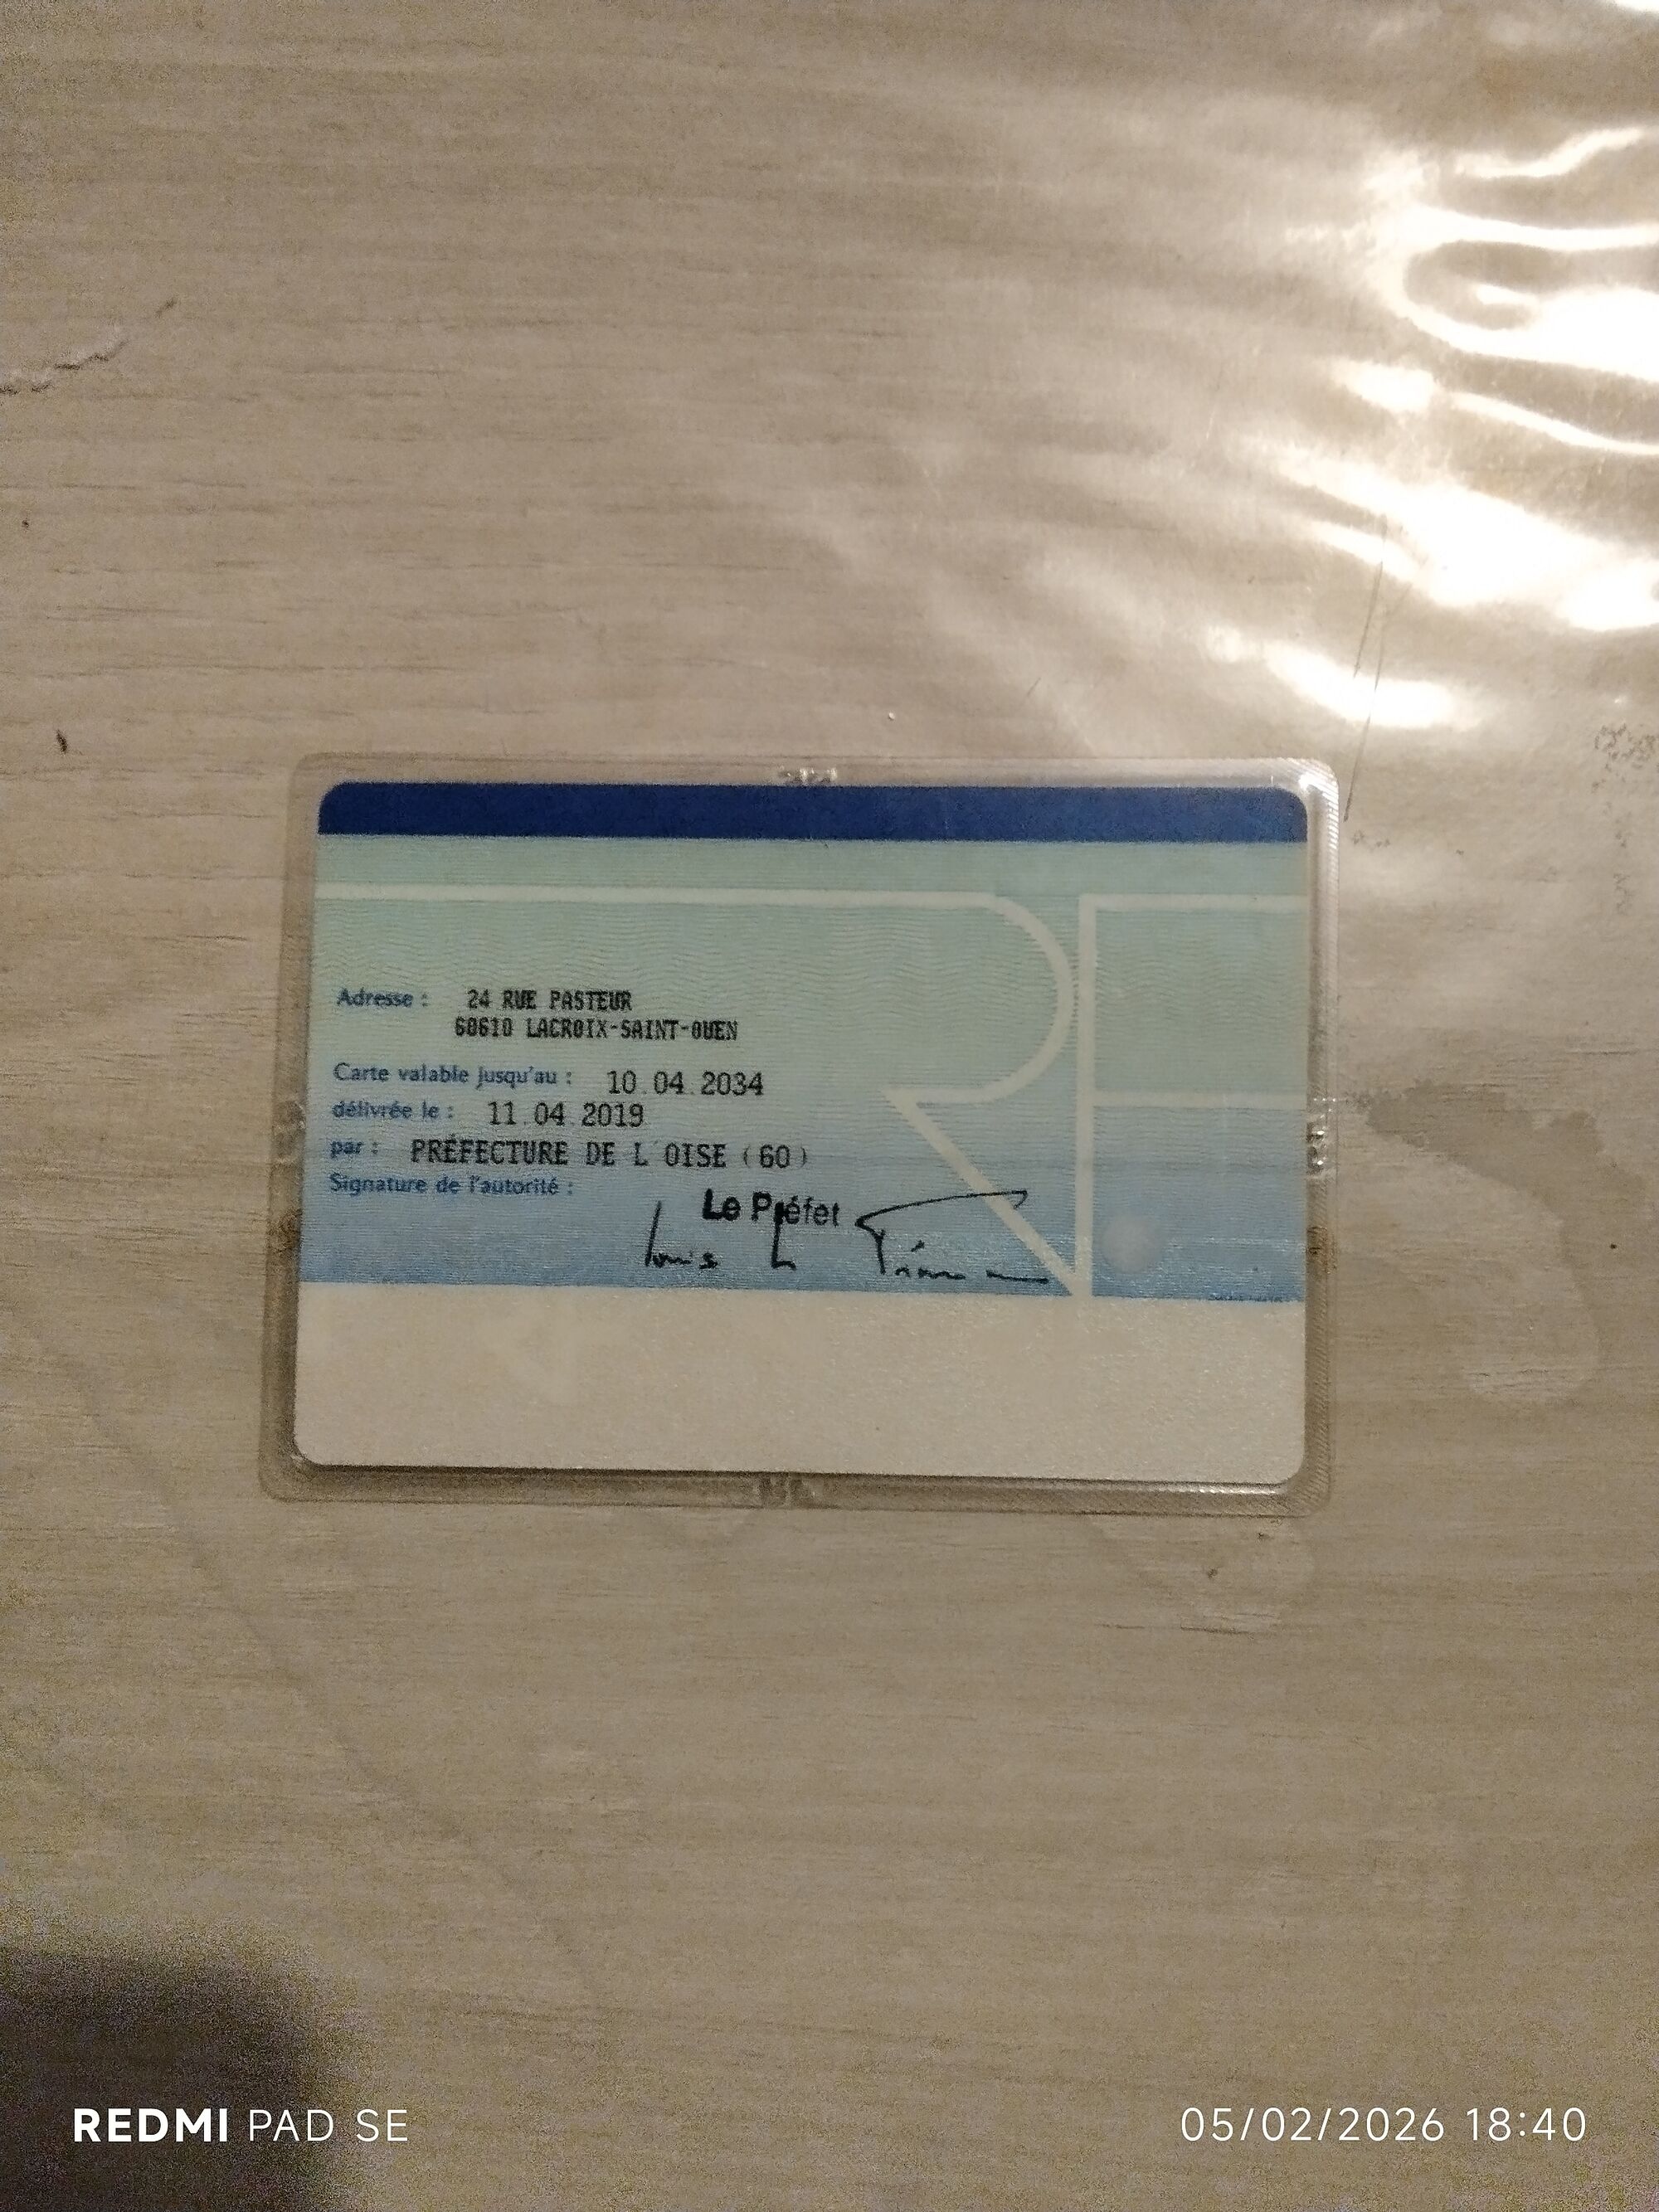 Adresse : 24 RUE PASTEUR
60610 LACROIX-SAINT-OUEN
Carte valable jusqu'au : 10.04.2034
délivrée le : 11.04.2019
par : PRÉFECTURE DE L'OISE (60)
Signature de l'autorité :
Le Préfet
REDMI PAD SE
05/02/2026 18:40